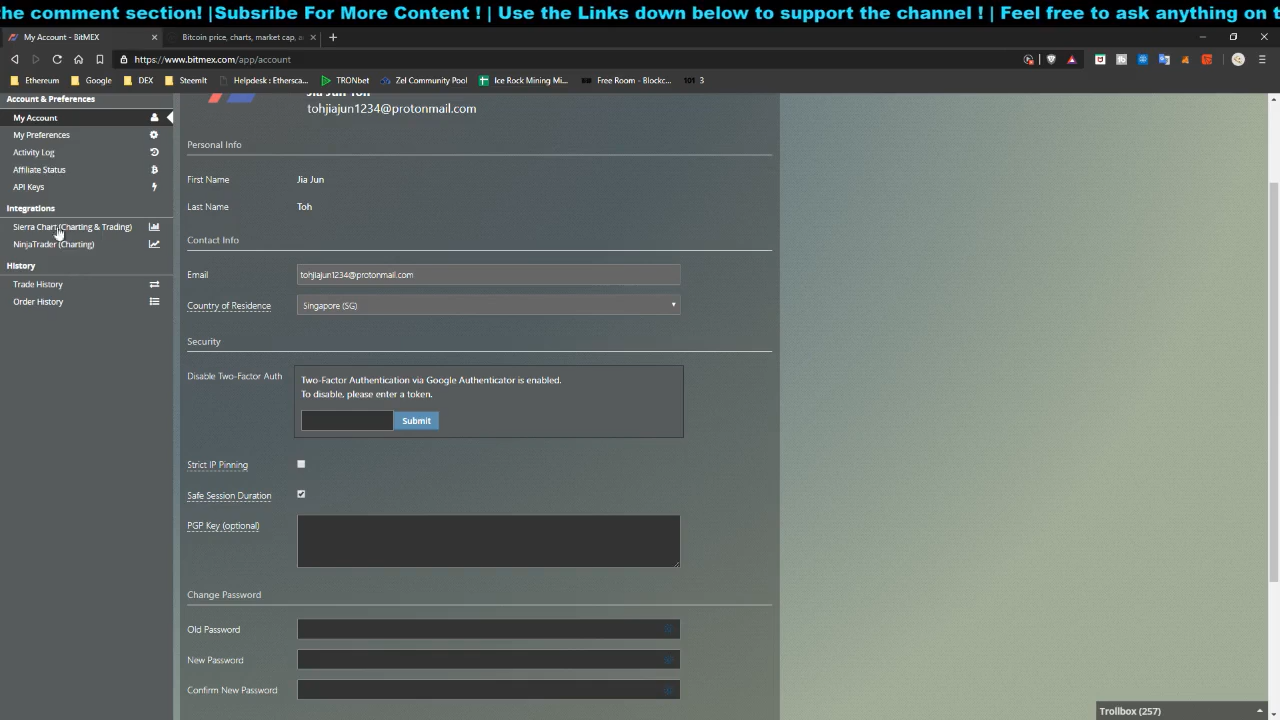 the comment section! |Subsribe For More Content ! | Use the Links down below to support the channel ! | Feel free to ask anything on t
My Account - BitMEX
Bitcoin price, charts, market cap, a
https://www.bitmex.com/app/account
Ethereum
Google
DEX
SteemIt
Helpdesk : Ethersca...
TRONbet
Zel Community Pool
Ice Rock Mining Mi...
Free Room - Blockc...
101 3
Account & Preferences
My Account
My Preferences
Activity Log
Affiliate Status
API Keys
Integrations
Sierra Chart (Charting & Trading)
NinjaTrader (Charting)
History
Trade History
Order History
Jia Jun Toh
tohjiajun1234@protonmail.com
Personal Info
First Name
Jia Jun
Last Name
Toh
Contact Info
Email
tohjiajun1234@protonmail.com
Country of Residence
Singapore (SG)
Security
Disable Two-Factor Auth
Two-Factor Authentication via Google Authenticator is enabled.
To disable, please enter a token.
Submit
Strict IP Pinning
Safe Session Duration
PGP Key (optional)
Change Password
Old Password
New Password
Confirm New Password
Trollbox (257)